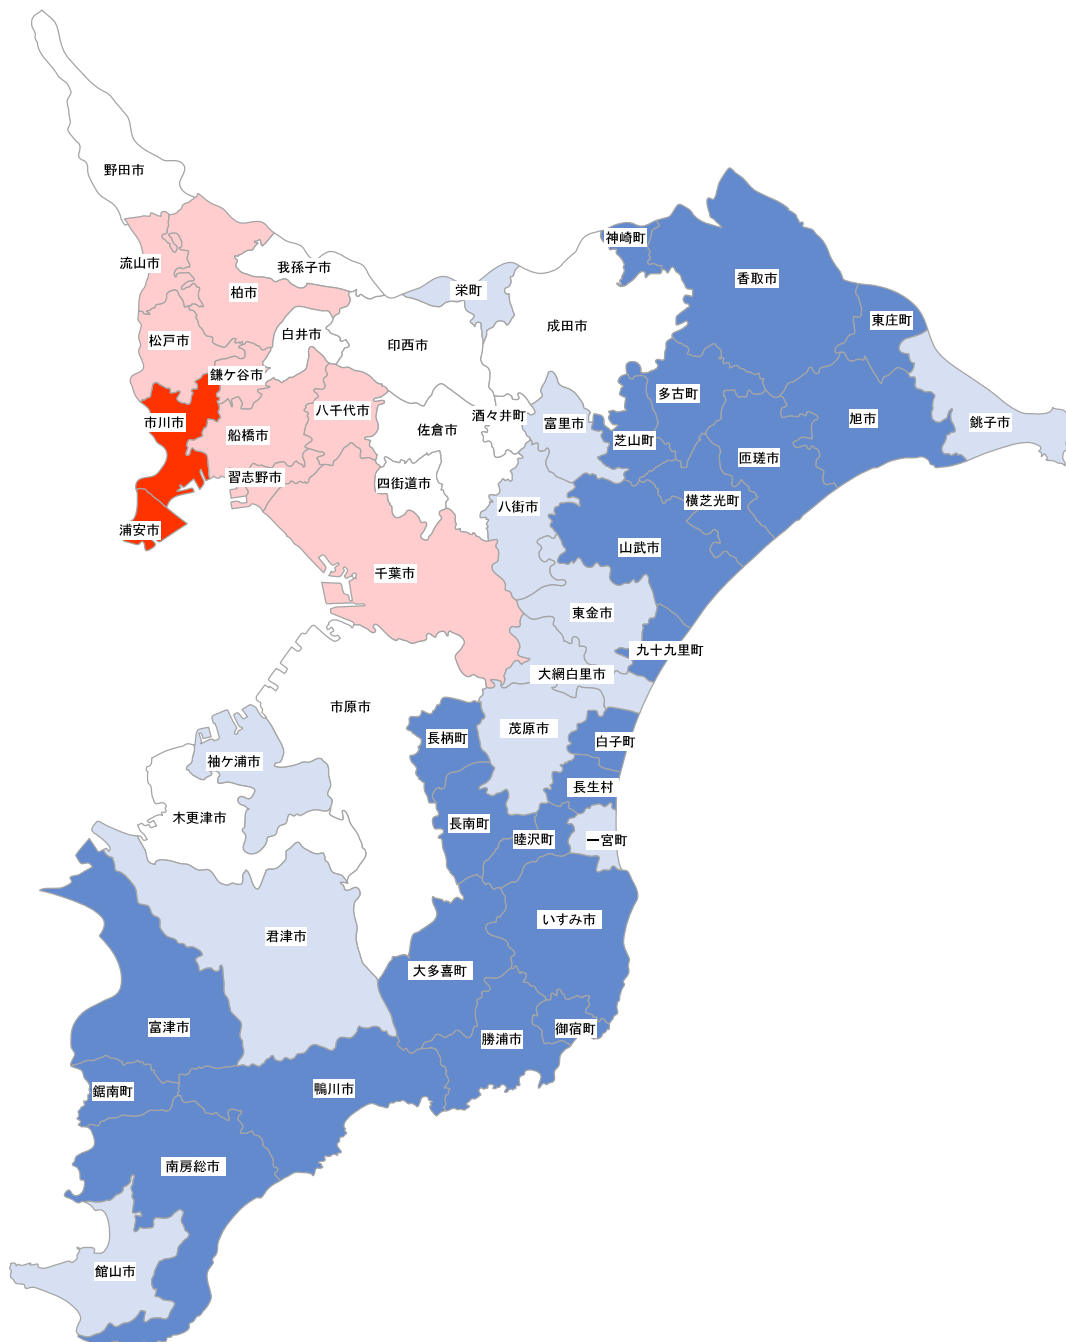 野田市
流山市
我孫子市
柏市
松戸市
白井市
栄町
印西市
成田市
神崎町
香取市
東庄町
鎌ケ谷市
市川市
船橋市
八千代市
佐倉市
酒々井町
富里市
多古町
芝山町
旭市
銚子市
匝瑳市
習志野市
四街道市
八街市
横芝光町
浦安市
山武市
千葉市
東金市
九十九里町
大網白里市
市原市
長柄町
茂原市
白子町
袖ケ浦市
長生村
木更津市
長南町
睦沢町
一宮町
君津市
いすみ市
大多喜町
富津市
勝浦市
御宿町
鋸南町
鴨川市
南房総市
館山市